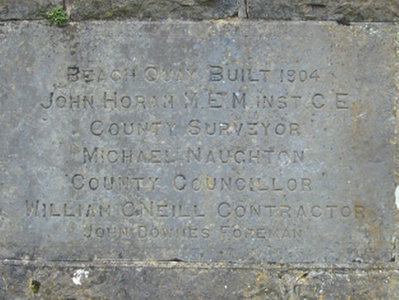 BEACH QUAY BUILT 1904
JOHN HORAN M.E M.INST C E
COUNTY SURVEYOR
MICHAEL NAUGHTON
COUNTY COUNCILLOR
WILLIAM O'NEILL CONTRACTOR
JOHN DOWNES FOREMAN